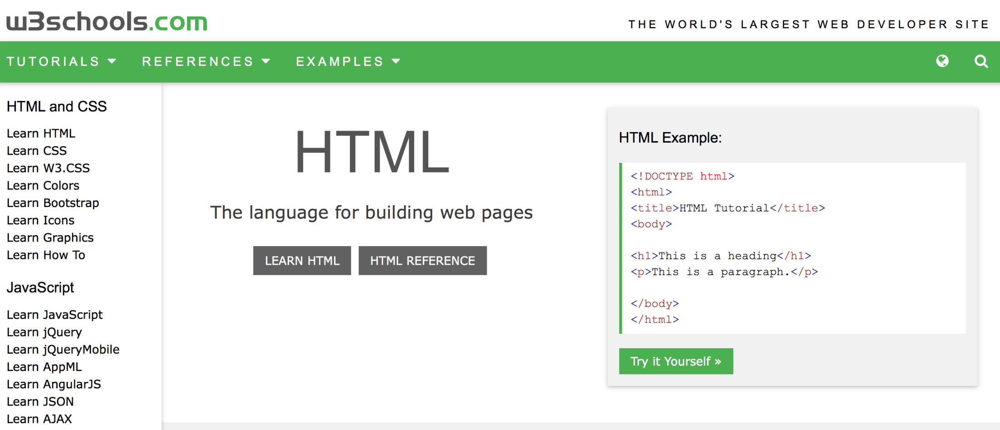 w3schools.com
THE WORLD'S LARGEST WEB DEVELOPER SITE
TUTORIALS REFERENCES EXAMPLES
HTML and CSS
Learn HTML
Learn CSS
Learn W3.CSS
Learn Colors
Learn Bootstrap
Learn Icons
Learn Graphics
Learn How To
JavaScript
Learn JavaScript
Learn jQuery
Learn jQueryMobile
Learn AppML
Learn AngularJS
Learn JSON
Learn AJAX
HTML
The language for building web pages
LEARN HTML
HTML REFERENCE
HTML Example:
<!DOCTYPE html>
<html>
<title>HTML Tutorial</title>
<body>
<h1>This is a heading</h1>
<p>This is a paragraph.</p>
</body>
</html>
Try it Yourself »